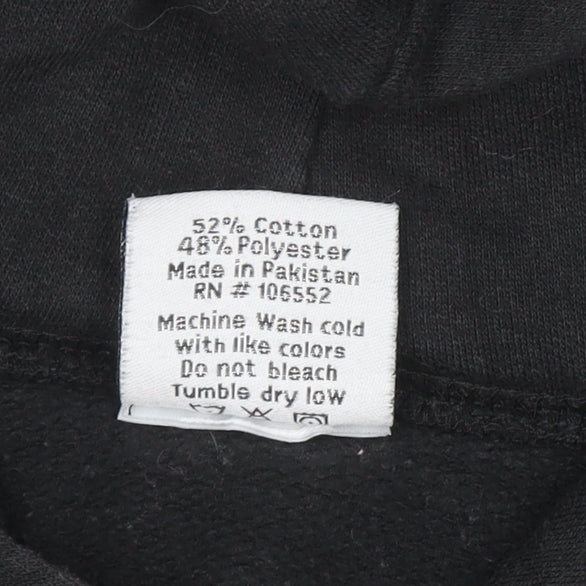 52% Cotton
48% Polyester
Made in Pakistan
RN # 106552
Machine Wash cold
with like colors
Do not bleach
Tumble dry low